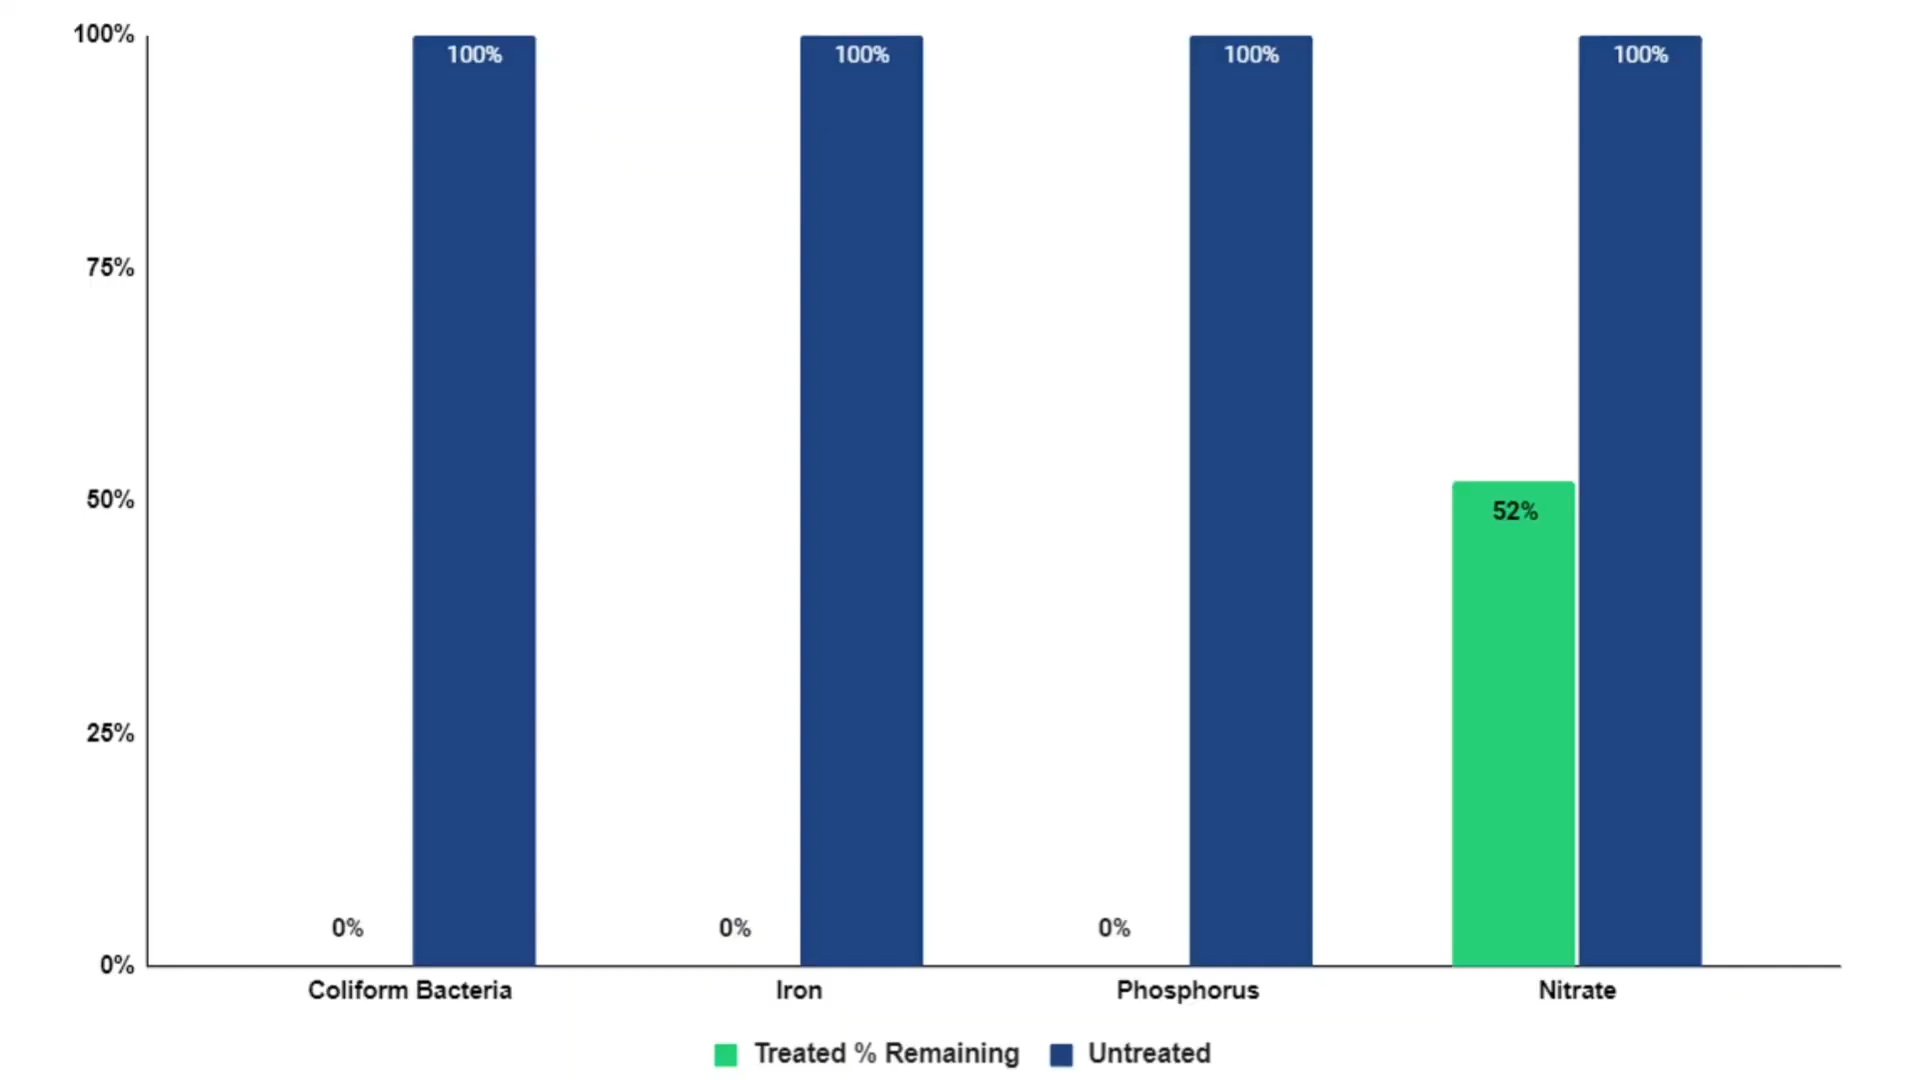 100%
100%
100%
100%
100%
75%
50%
52%
25%
0%
0%
0%
0%
Coliform Bacteria
Iron
Phosphorus
Nitrate
Treated % Remaining
Untreated